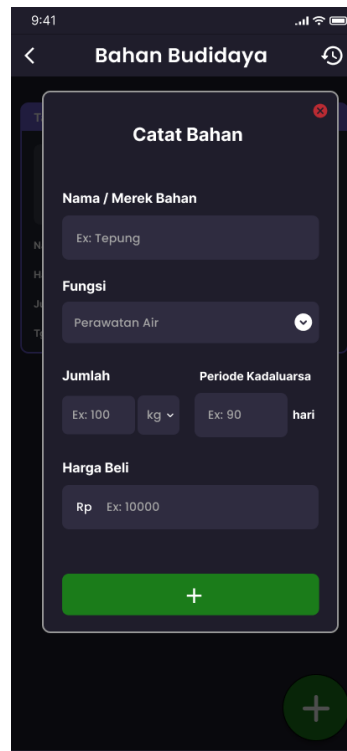 9:41
Bahan Budidaya
Catat Bahan
Nama / Merek Bahan
Ex: Tepung
Fungsi
Perawatan Air
Jumlah Periode Kadaluarsa
Ex: 100 kg Ex: 90 hari
Harga Beli
Rp Ex: 10000
+
+